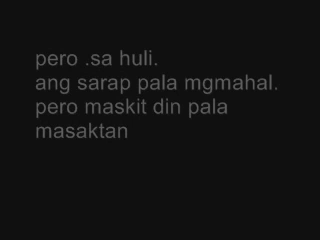 pero .sa huli.
ang sarap pala mgmahal.
pero maskit din pala
masaktan